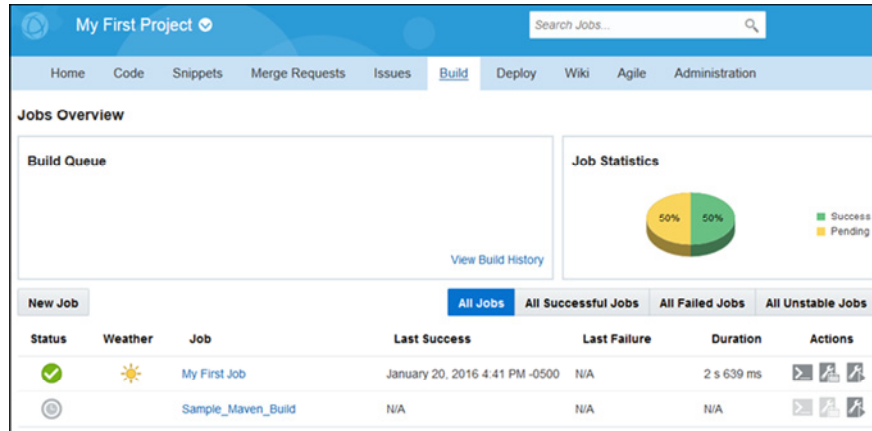 My First Project
Search Jobs...
Home Code Snippets Merge Requests Issues Build Deploy Wiki Agile Administration
Jobs Overview
Build Queue
View Build History
Job Statistics
50% 50%
Success
Pending
New Job All Jobs All Successful Jobs All Failed Jobs All Unstable Jobs
Status Weather Job Last Success Last Failure Duration Actions
My First Job January 20, 2016 4:41 PM -0500 N/A 2 s 639 ms
Sample_Maven_Build N/A N/A N/A